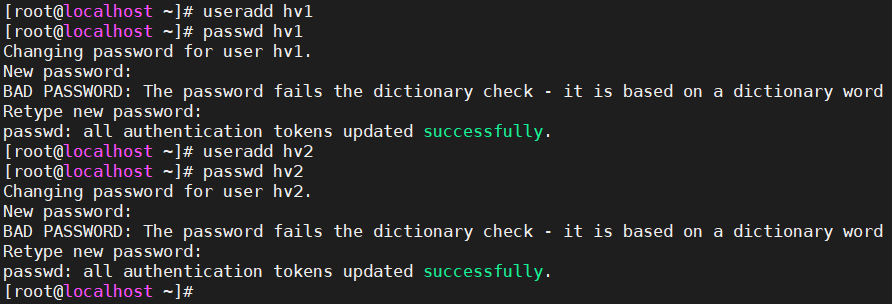 [root@localhost ~]# useradd hv1
[root@localhost ~]# passwd hv1
Changing password for user hv1.
New password:
BAD PASSWORD: The password fails the dictionary check - it is based on a dictionary word
Retype new password:
passwd: all authentication tokens updated successfully.
[root@localhost ~]# useradd hv2
[root@localhost ~]# passwd hv2
Changing password for user hv2.
New password:
BAD PASSWORD: The password fails the dictionary check - it is based on a dictionary word
Retype new password:
passwd: all authentication tokens updated successfully.
[root@localhost ~]#